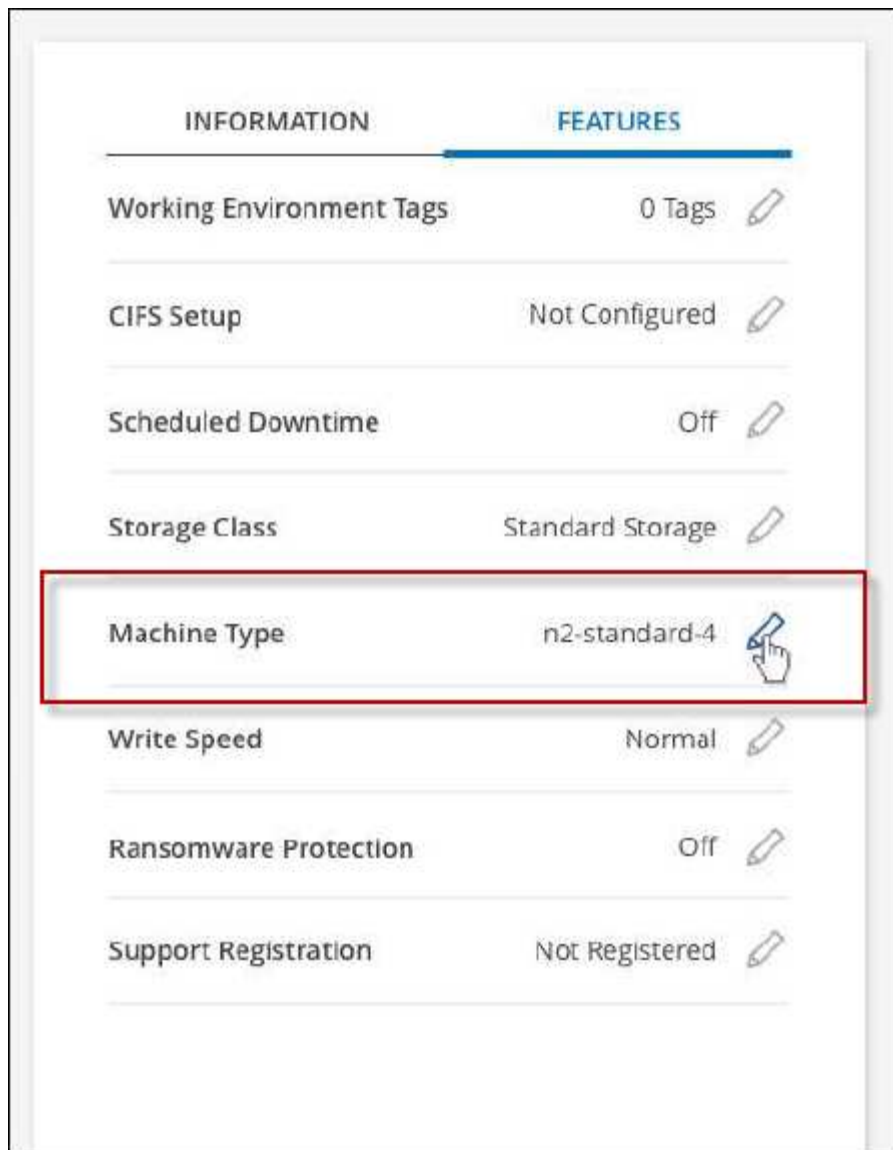 INFORMATION FEATURES
Working Environment Tags 0 Tags
CIFS Setup Not Configured
Scheduled Downtime Off
Storage Class Standard Storage
Machine Type n2-standard-4
Write Speed Normal
Ransomware Protection Off
Support Registration Not Registered